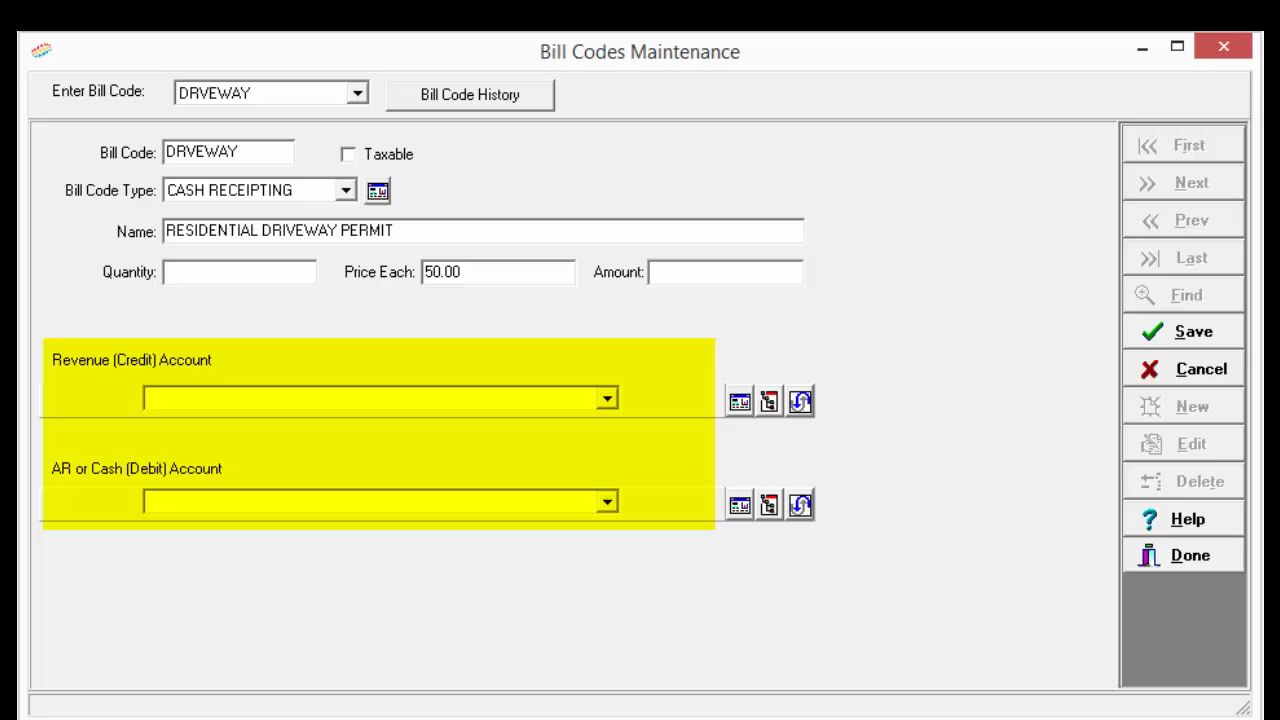 Bill Codes Maintenance
Enter Bill Code: DRVEWAY Bill Code History
Bill Code: DRVEWAY Taxable
Bill Code Type: CASH RECEIPTING
Name: RESIDENTIAL DRIVEWAY PERMIT
Quantity: Price Each: 50.00 Amount:
Revenue (Credit) Account
AR or Cash (Debit) Account
First
Next
Prev
Last
Find
Save
Cancel
New
Edit
Delete
Help
Done